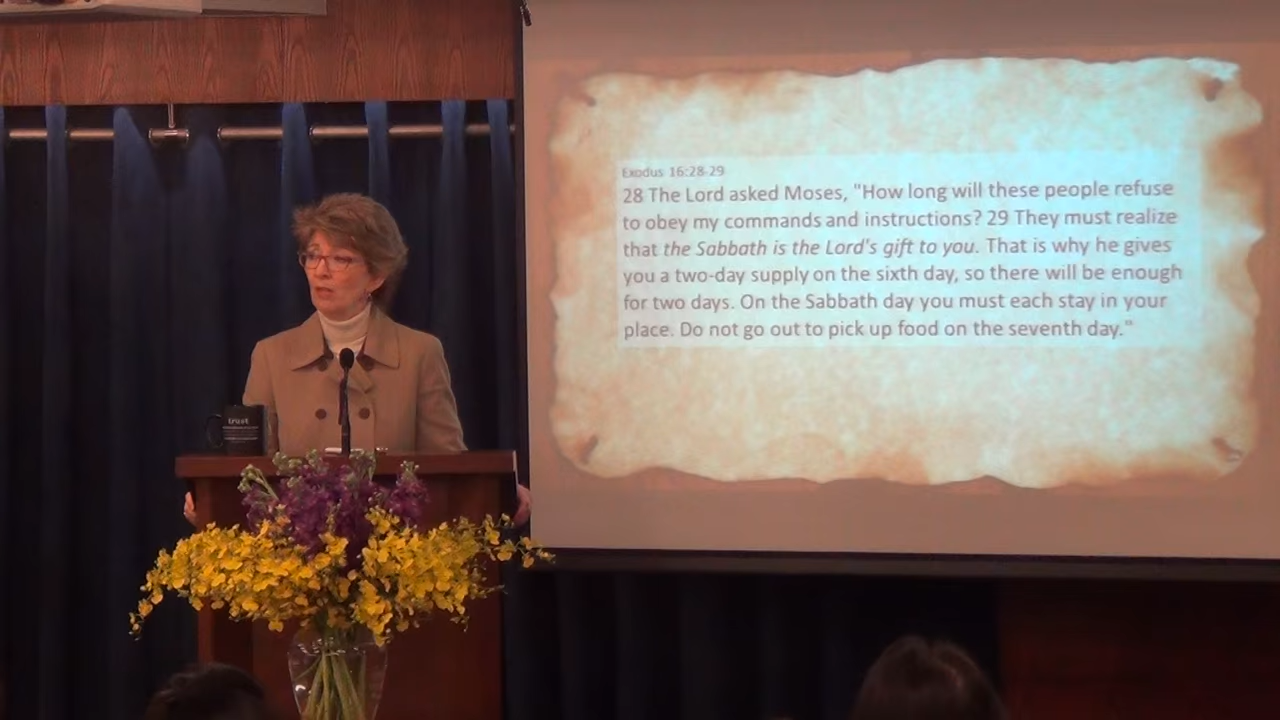 Exodus 16:28-29
28 The Lord asked Moses, "How long will these people refuse
to obey my commands and instructions? 29 They must realize
that the Sabbath is the Lord's gift to you. That is why he gives
you a two-day supply on the sixth day, so there will be enough
for two days. On the Sabbath day you must each stay in your
place. Do not go out to pick up food on the seventh day."
trust